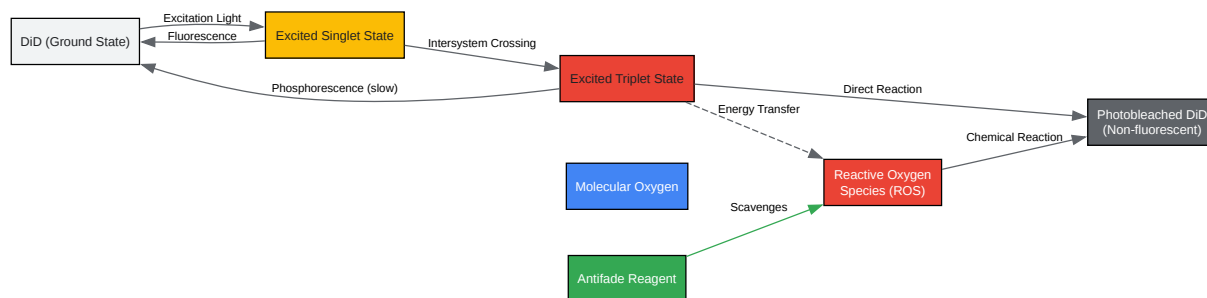 Excitation Light
DiD (Ground State)
Fluorescence
Excited Singlet State
Intersystem Crossing
Excited Triplet State
Phosphorescence (slow)
Direct Reaction
Energy Transfer
Photobleached DiD
(Non-fluorescent)
Chemical Reaction
Molecular Oxygen
Reactive Oxygen
Species (ROS)
Scavenges
Antifade Reagent